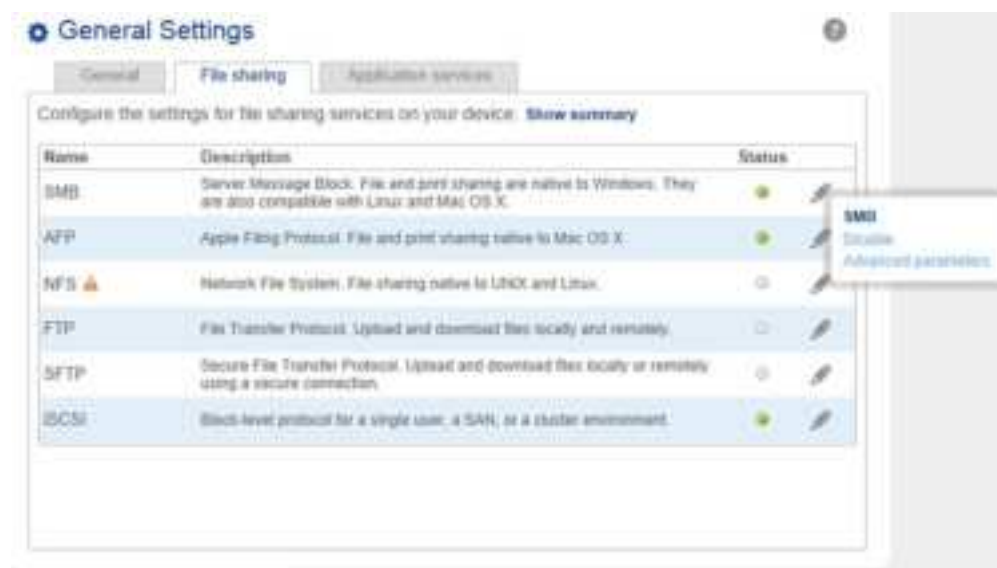 General Settings
General File sharing Application services
Configure the settings for file sharing services on your device. Show summary
Name Description Status
SMB Server Message Block. File and print sharing are native to Windows. They
are also compatible with Linux and Mac OS X.
AFP Apple Filing Protocol. File and print sharing native to Mac OS X
NFS Network File System. File sharing native to UNIX and Linux.
FTP File Transfer Protocol. Upload and download files locally and remotely.
SFTP Secure File Transfer Protocol. Upload and download files locally or remotely
using a secure connection.
iSCSI Block-level protocol for a single user, a SAN, or a cluster environment.
SMB
Disable
Advanced parameters